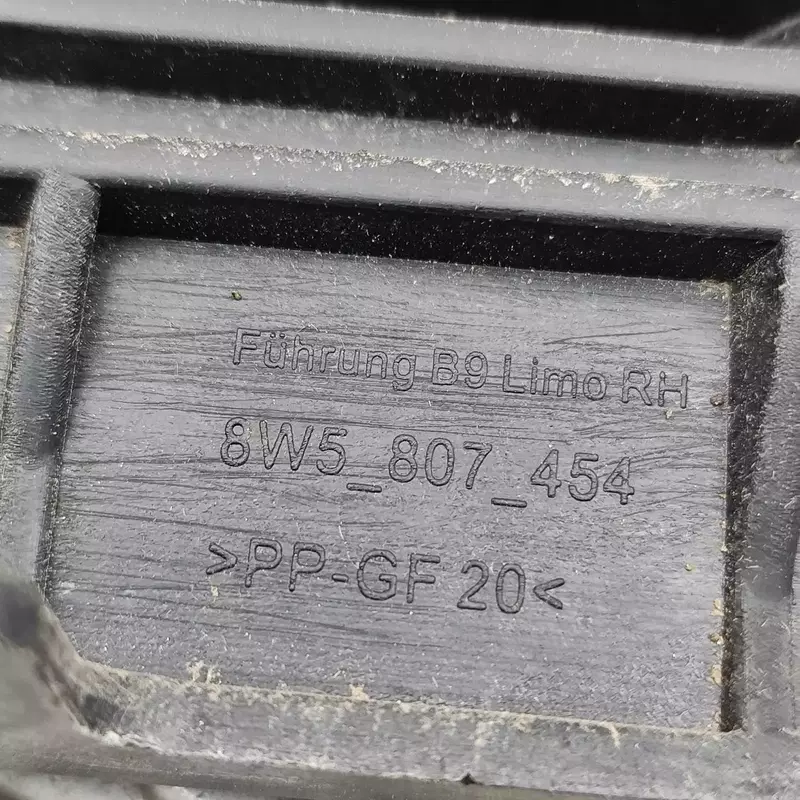 Führung B9 Limo RH
8W5_807_454
>PP-GF 20<